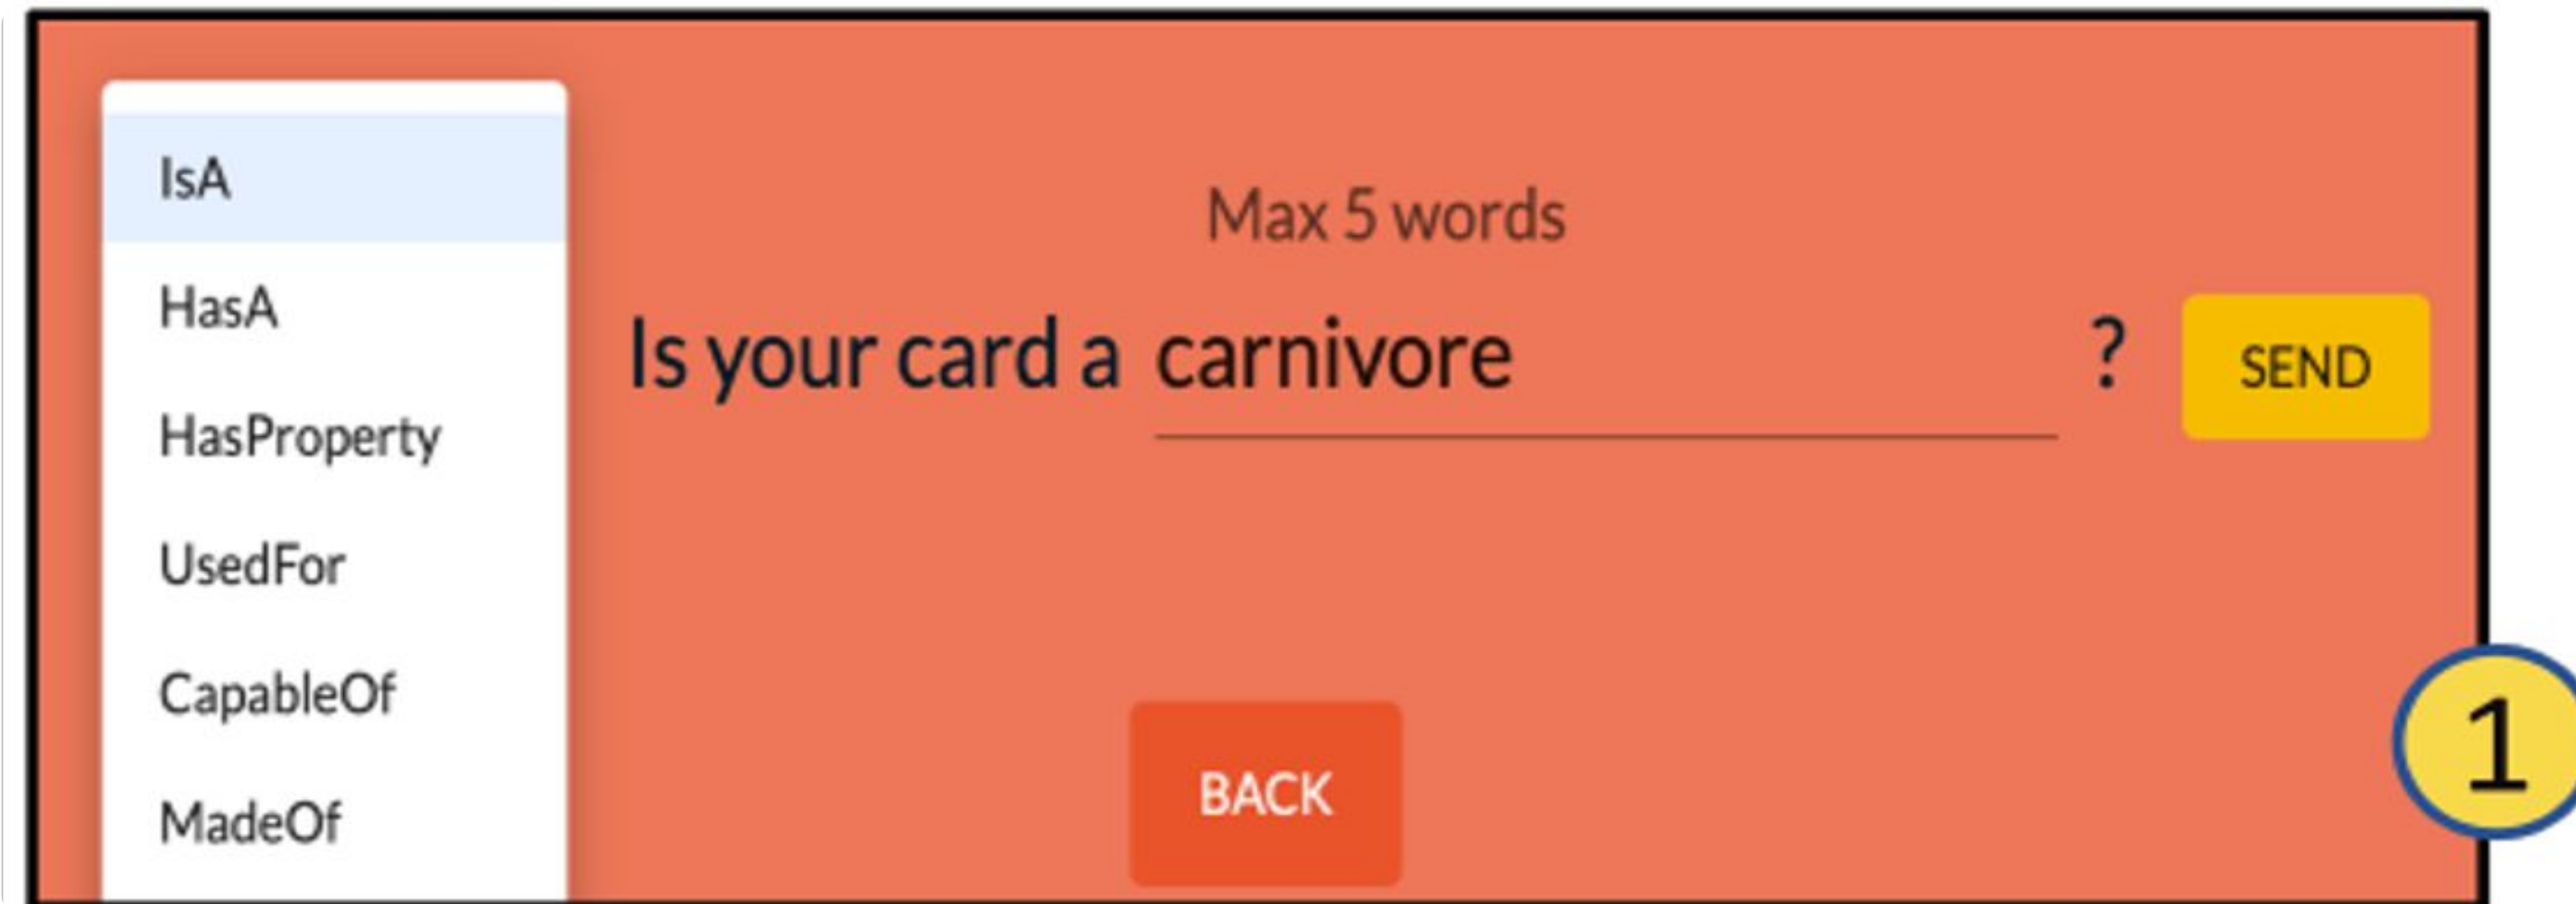 IsA
HasA
HasProperty
UsedFor
CapableOf
MadeOf
Max 5 words
Is your card a carnivore ?
SEND
BACK
1